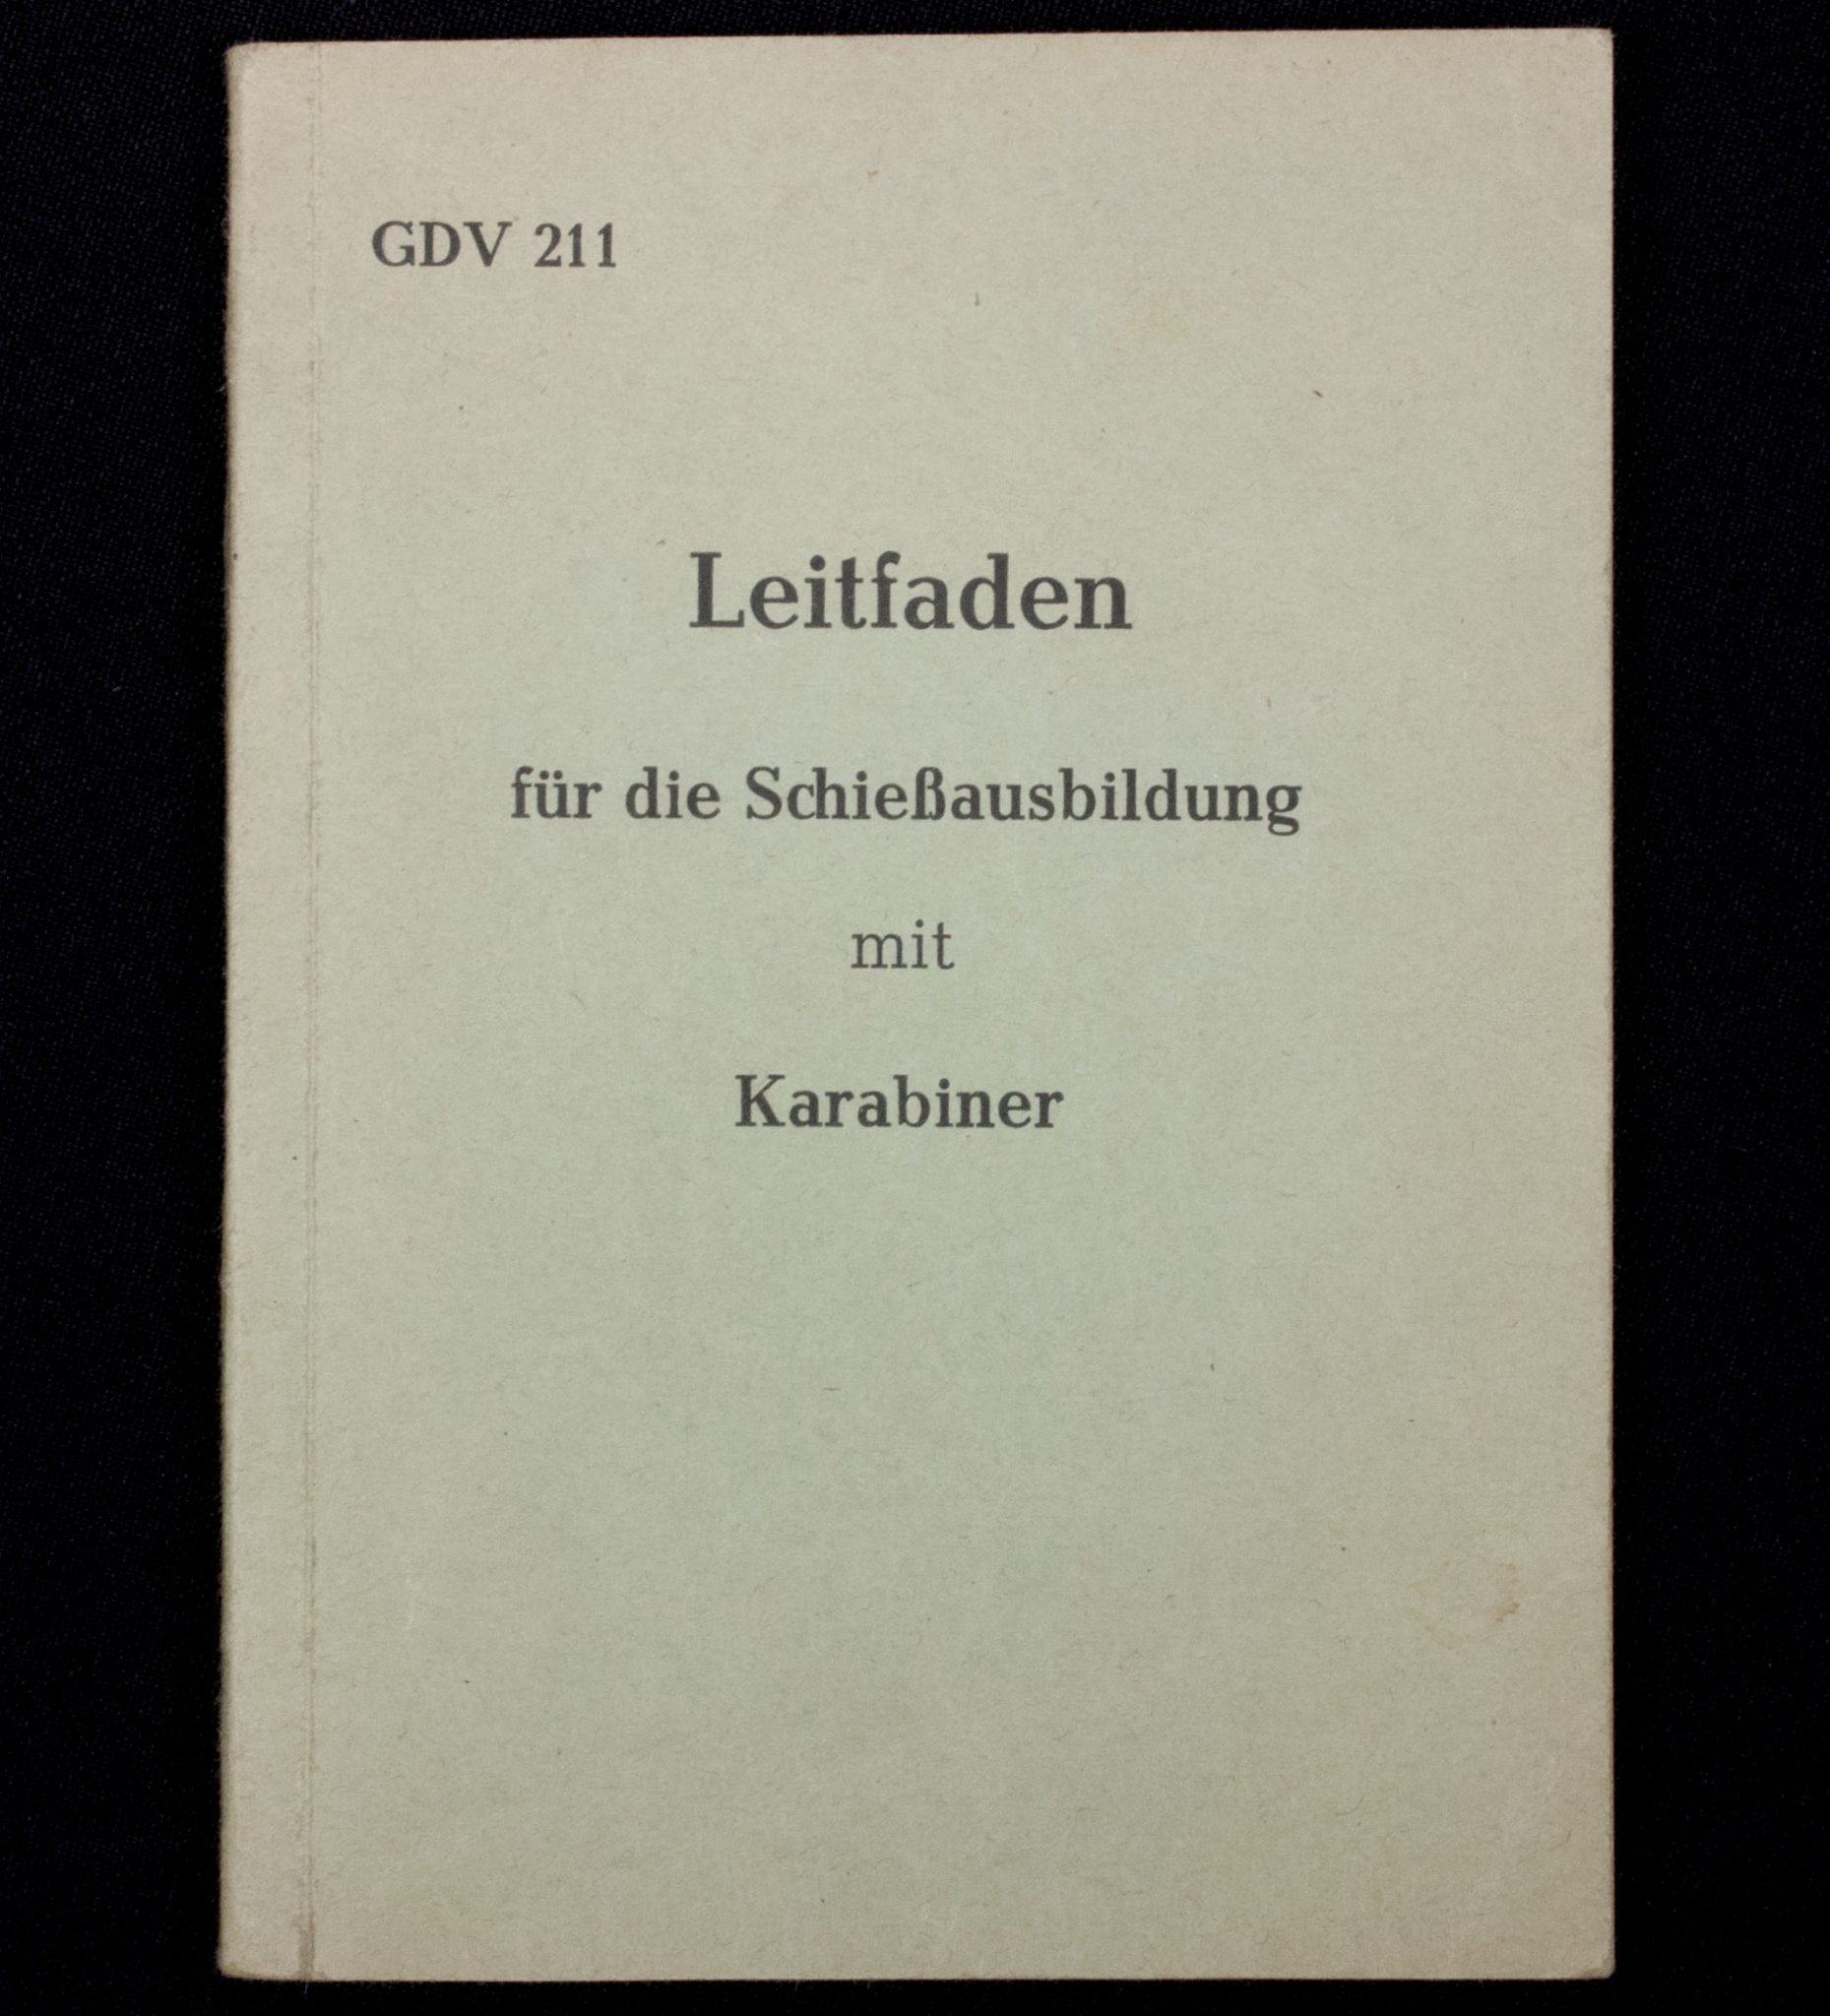 GDV 211
Leitfaden
für die Schießausbildung
mit
Karabiner